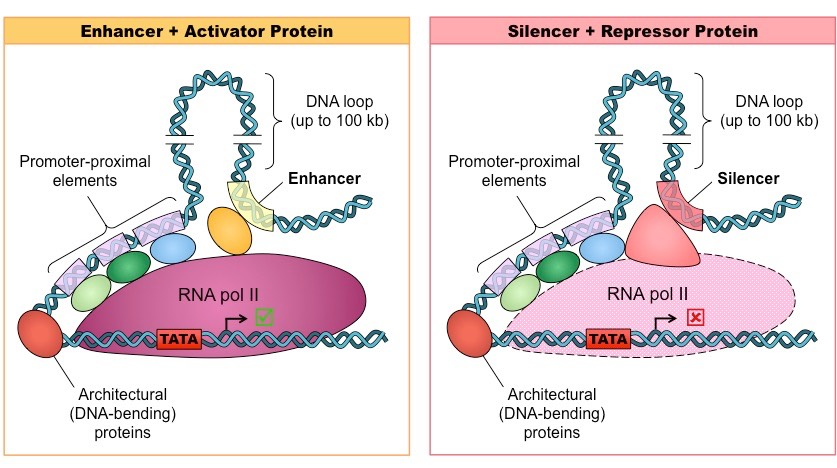 Enhancer + Activator Protein
DNA loop
(up to 100 kb)
Promoter-proximal
elements
Enhancer
RNA pol II
TATA
Architectural
(DNA-bending)
proteins
Silencer + Repressor Protein
DNA loop
(up to 100 kb)
Promoter-proximal
elements
Silencer
RNA pol II
TATA
Architectural
(DNA-bending)
proteins